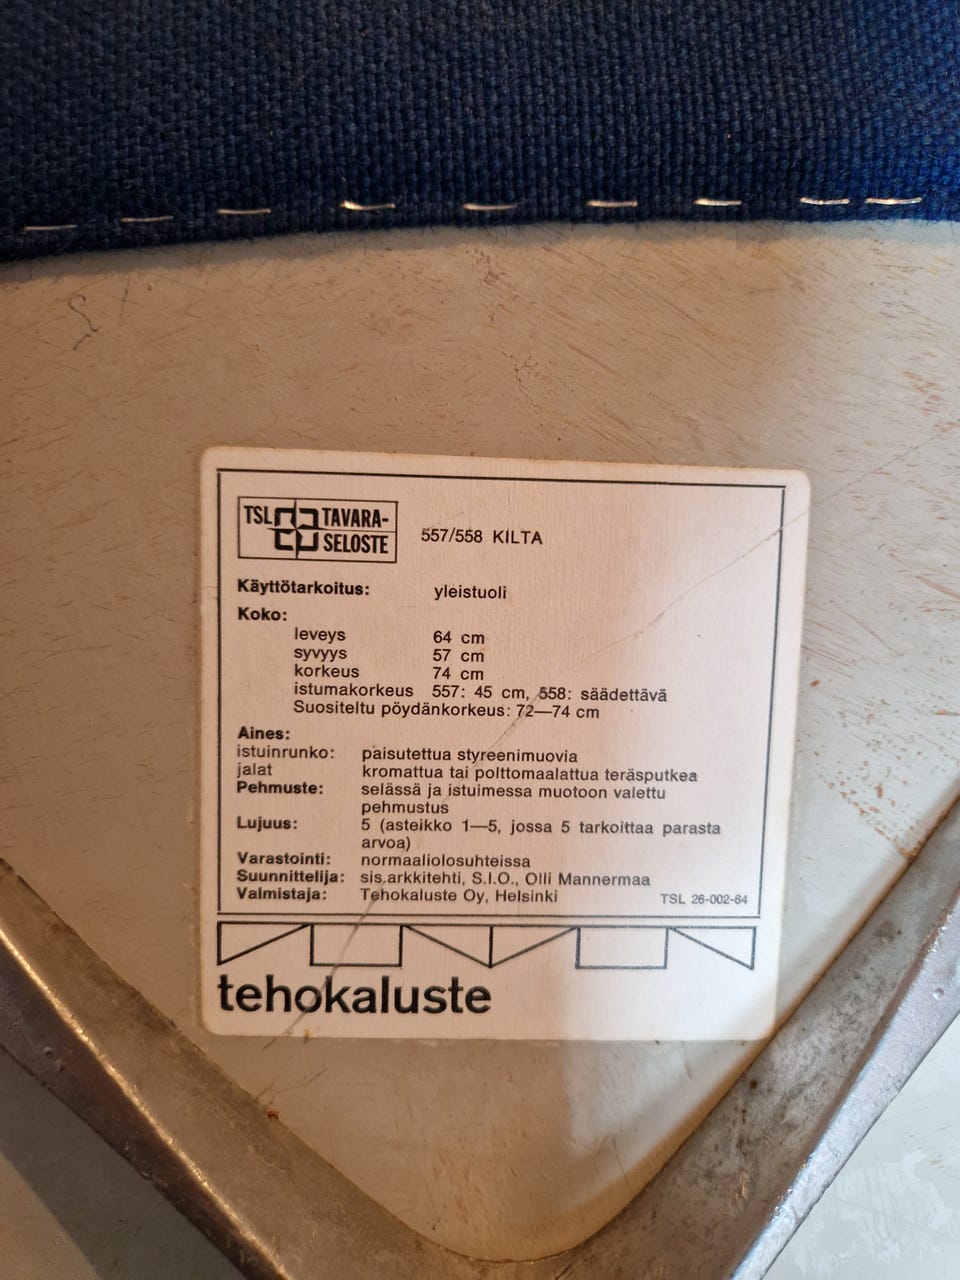 TSL TAVARA-
SELOSTE
557/558 KILTA
Käyttötarkoitus: yleistuoli
Koko:
leveys 64 cm
syvyys 57 cm
korkeus 74 cm
istumakorkeus 557: 45 cm, 558: säädettävä
Suositeltu pöydänkorkeus: 72—74 cm
Aines:
istuinrunko: paisutettua styreenimuovia
jalat kromattua tai polttomaalattua teräsputkea
Pehmuste: selässä ja istuimessa muotoon valettu
pehmustus
Lujuus: 5 (asteikko 1—5, jossa 5 tarkoittaa parasta
arvoa)
Varastointi: normaaliolosuhteissa
Suunnittelija: sis.arkkitehti, S.I.O., Olli Mannermaa
Valmistaja: Tehokaluste Oy, Helsinki TSL 26-002-64
tehokaluste